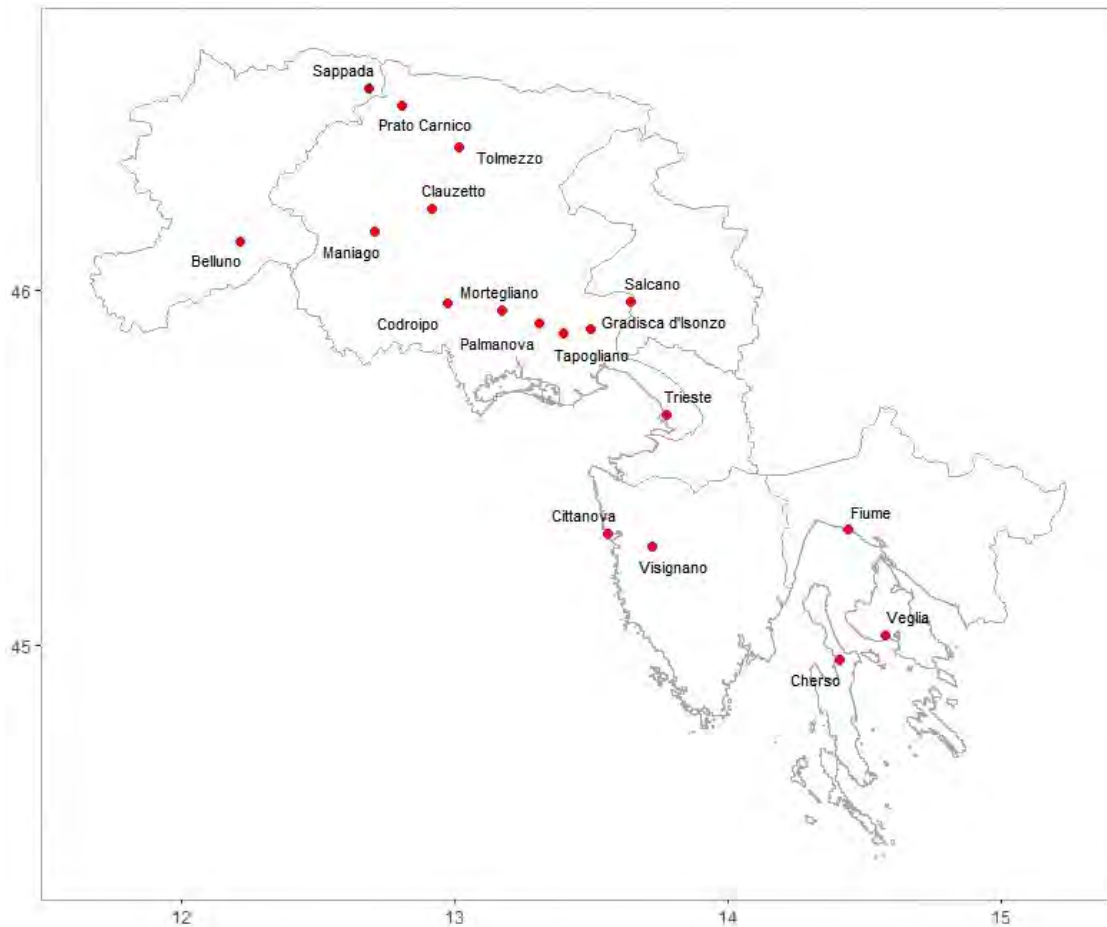 Sappada
Prato Carnico
Tolmezzo
Clauzetto
Maniago
Belluno
46
Salcano
Mortegliano
Codroipo
Gradisca d'Isonzo
Palmanova
Tapogliano
Trieste
Cittanova
Fiume
Visignano
Veglia
45
Cherso
12
13
14
15